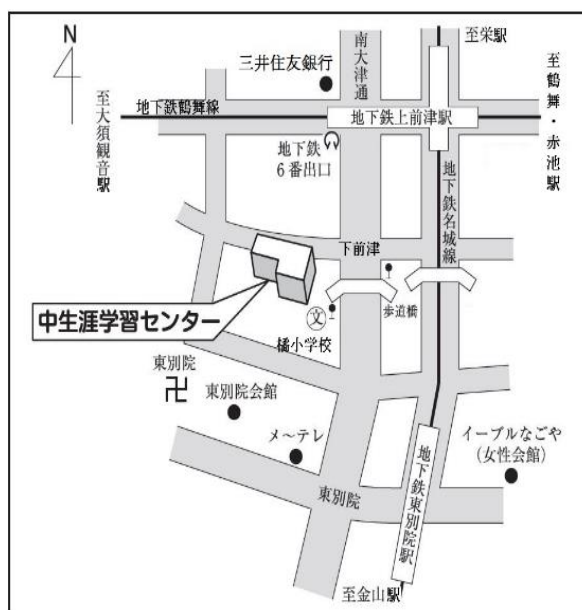 N
至栄駅
南大津通
三井住友銀行
至鶴舞・赤池駅
地下鉄鶴舞線
地下鉄上前津駅
至大須観音駅
地下鉄
6番出口
地下鉄名城線
下前津
中生涯学習センター
歩道橋
文
橘小学校
東別院
卍
東別院会館
メ〜テレ
イーブルなごや
(女性会館)
地下鉄東別院駅
東別院
至金山駅